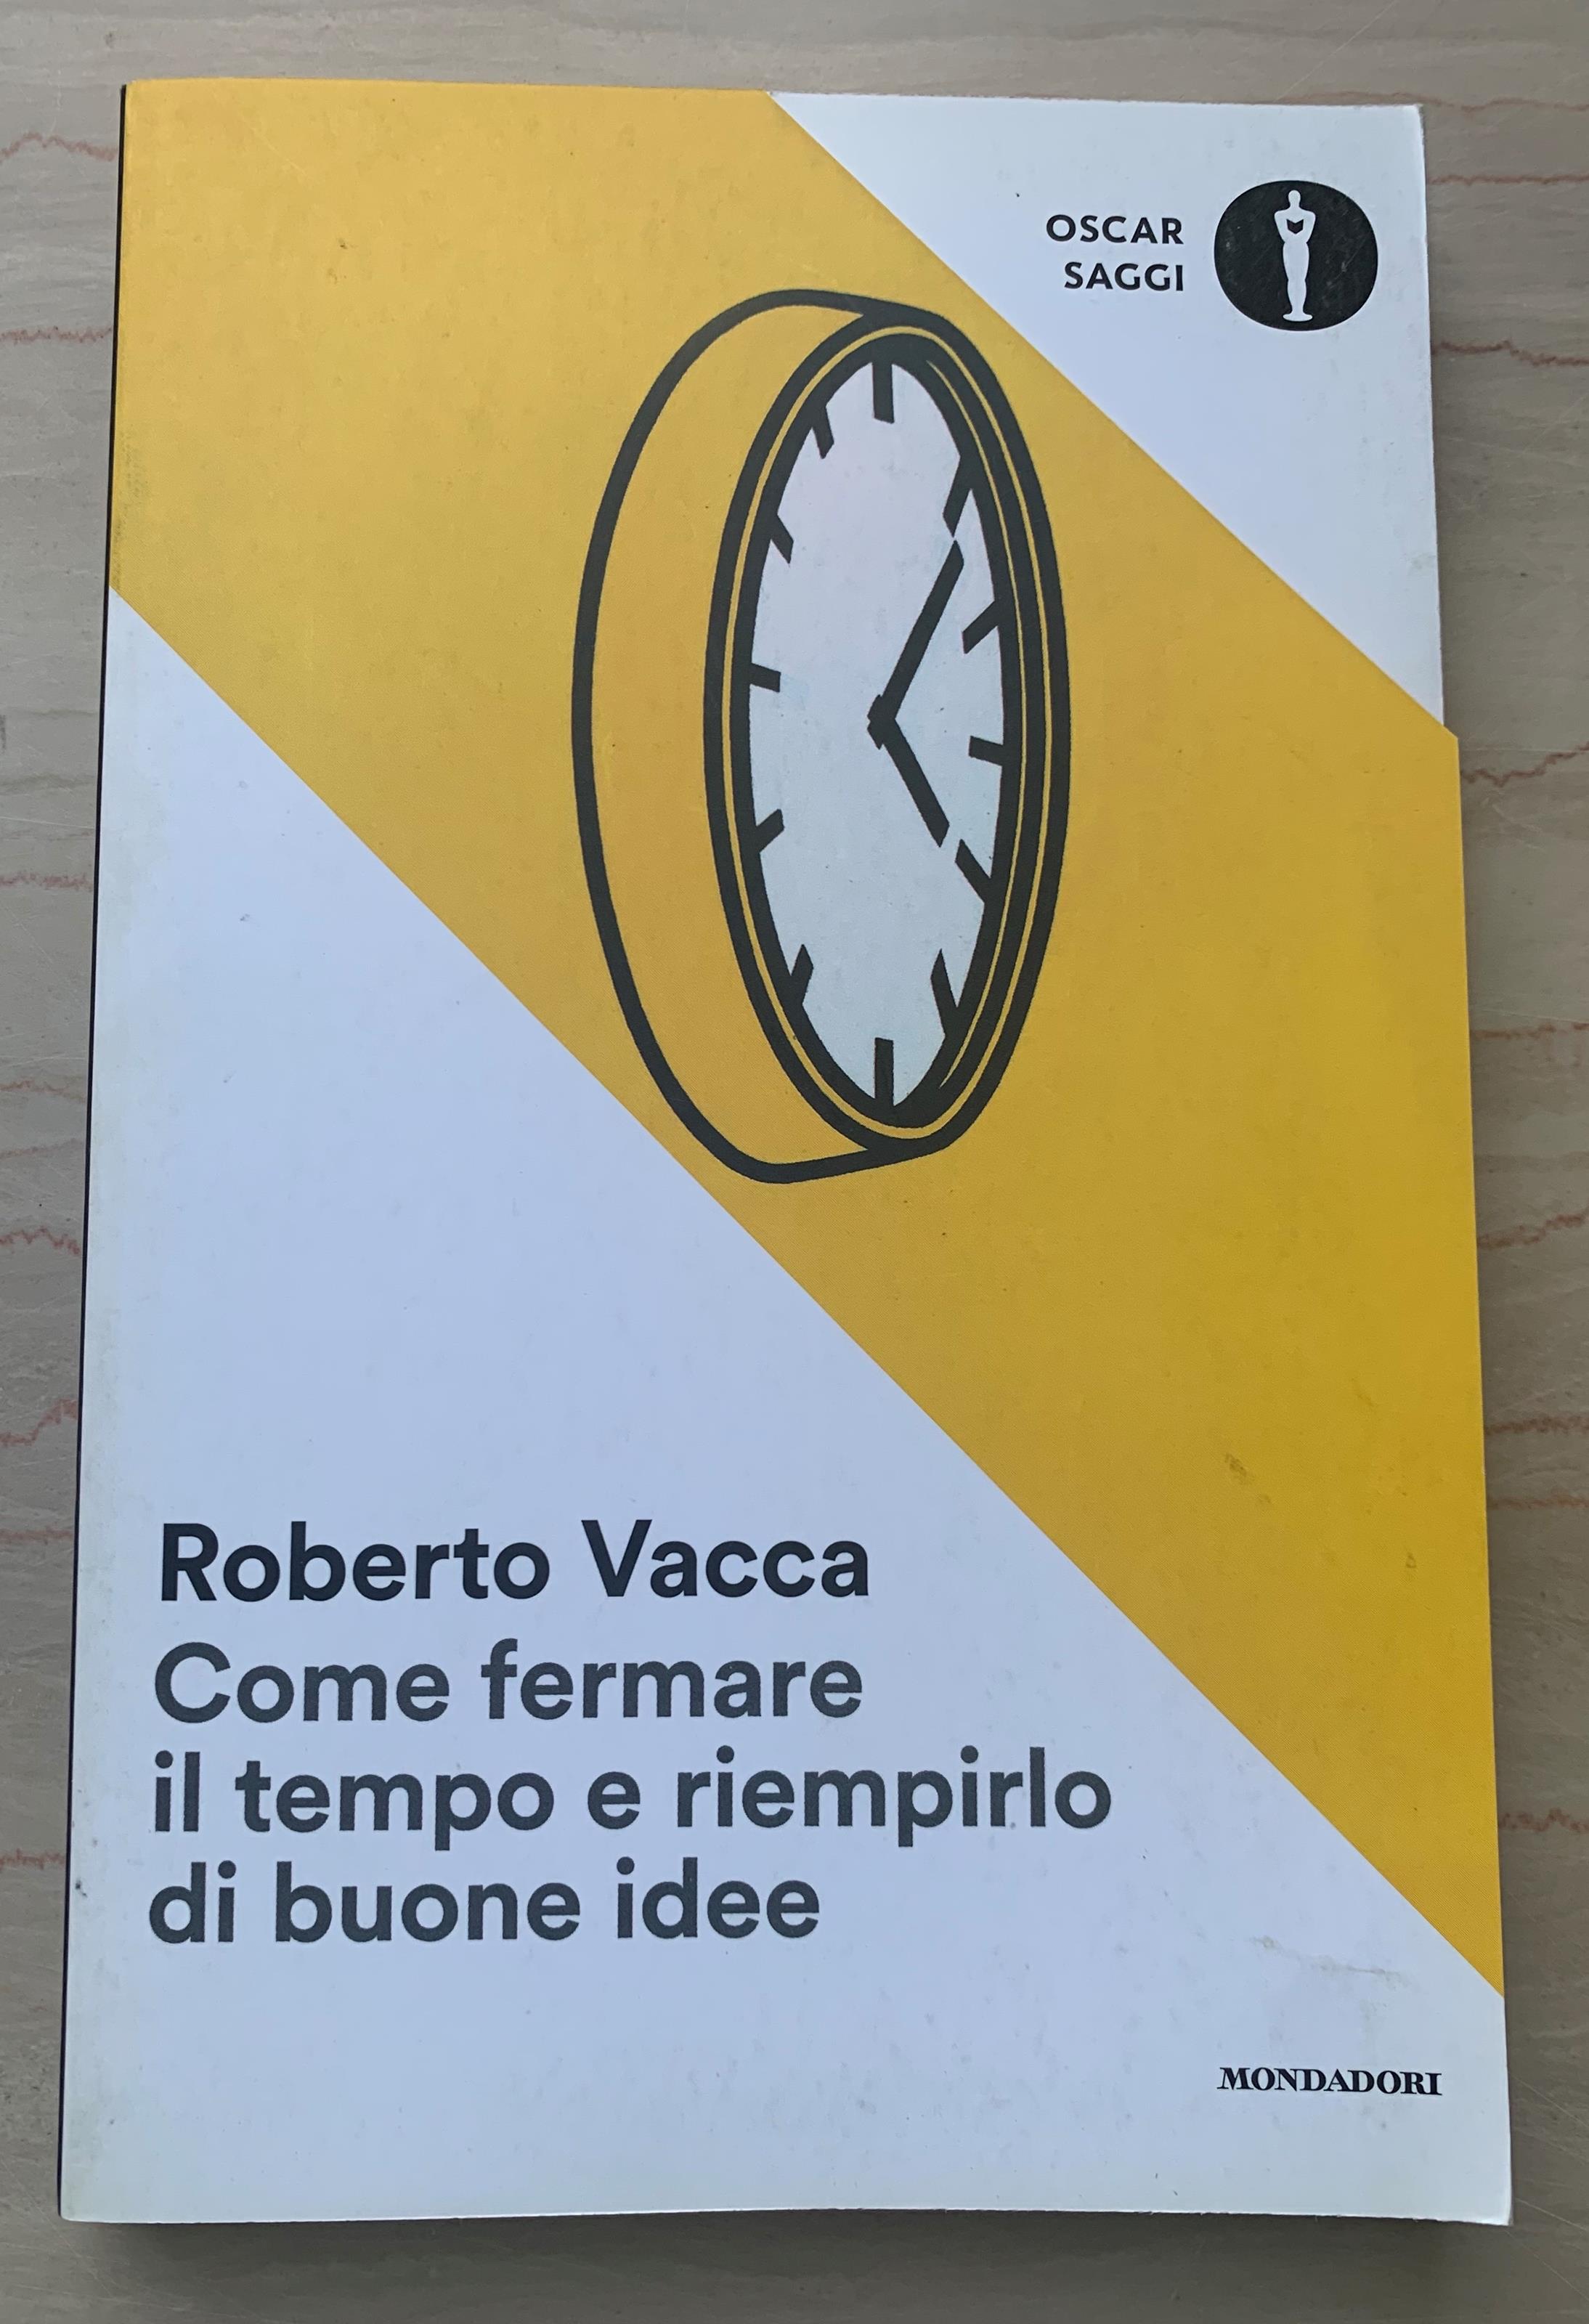 OSCAR
SAGGI
Roberto Vacca
Come fermare
il tempo e riempirlo
di buone idee
MONDADORI